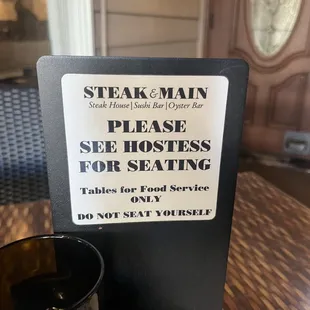 STEAK & MAIN
Steak House | Sushi Bar | Oyster Bar
PLEASE
SEE HOSTESS
FOR SEATING
Tables for Food Service
ONLY
DO NOT SEAT YOURSELF